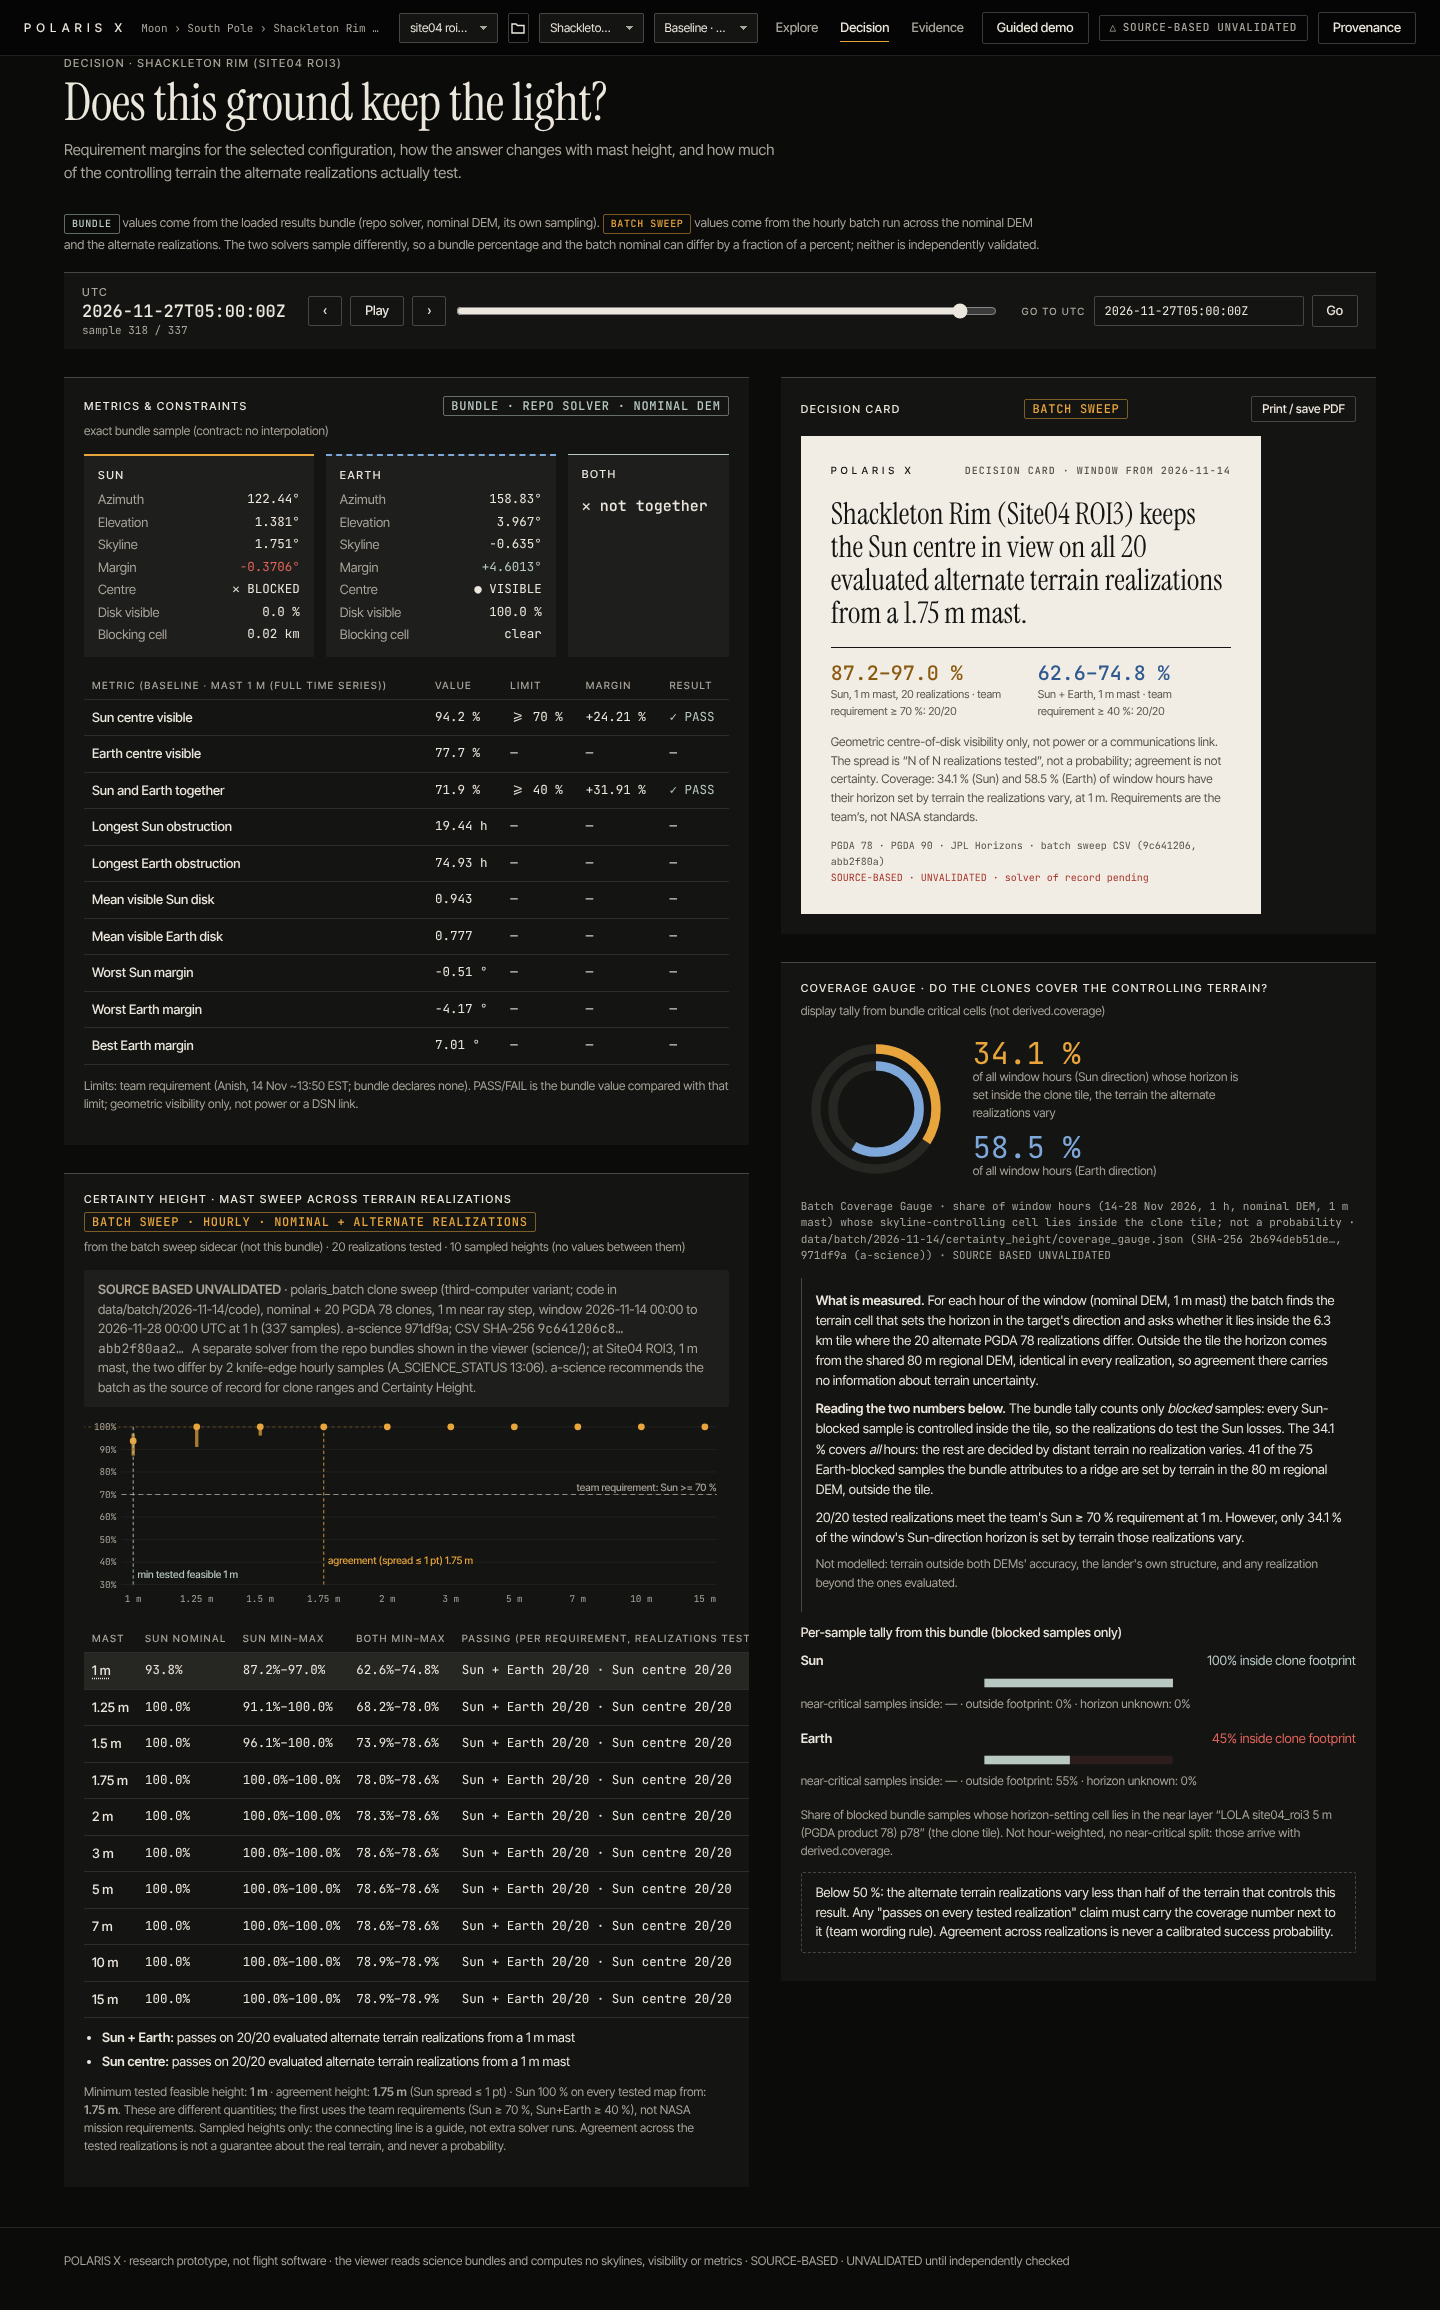 POLARIS X
Moon › South Pole › Shackleton Rim …
site04 roi...
Shackleto...
Baseline · ...
Explore
Decision
Evidence
Guided demo
△ SOURCE-BASED UNVALIDATED
Provenance
DECISION · SHACKLETON RIM (SITE04 ROI3)
Does this ground keep the light?
Requirement margins for the selected configuration, how the answer changes with mast height, and how much
of the controlling terrain the alternate realizations actually test.
BUNDLE values come from the loaded results bundle (repo solver, nominal DEM, its own sampling). BATCH SWEEP values come from the hourly batch run across the nominal DEM
and the alternate realizations. The two solvers sample differently, so a bundle percentage and the batch nominal can differ by a fraction of a percent; neither is independently validated.
UTC
2026-11-27T05:00:00Z
sample 318 / 337
‹
Play
›
GO TO UTC
2026-11-27T05:00:00Z
Go
METRICS & CONSTRAINTS
BUNDLE · REPO SOLVER · NOMINAL DEM
exact bundle sample (contract: no interpolation)
SUN
Azimuth 122.44°
Elevation 1.381°
Skyline 1.751°
Margin -0.3706°
Centre × BLOCKED
Disk visible 0.0 %
Blocking cell 0.02 km
EARTH
Azimuth 158.83°
Elevation 3.967°
Skyline -0.635°
Margin +4.6013°
Centre ● VISIBLE
Disk visible 100.0 %
Blocking cell clear
BOTH
× not together
METRIC (BASELINE · MAST 1 M (FULL TIME SERIES)) VALUE LIMIT MARGIN RESULT
Sun centre visible 94.2 % ⩾ 70 % +24.21 % ✓ PASS
Earth centre visible 77.7 % — — —
Sun and Earth together 71.9 % ⩾ 40 % +31.91 % ✓ PASS
Longest Sun obstruction 19.44 h — — —
Longest Earth obstruction 74.93 h — — —
Mean visible Sun disk 0.943 — — —
Mean visible Earth disk 0.777 — — —
Worst Sun margin -0.51 ° — — —
Worst Earth margin -4.17 ° — — —
Best Earth margin 7.01 ° — — —
Limits: team requirement (Anish, 14 Nov ~13:50 EST; bundle declares none). PASS/FAIL is the bundle value compared with that
limit; geometric visibility only, not power or a DSN link.
CERTAINTY HEIGHT · MAST SWEEP ACROSS TERRAIN REALIZATIONS
BATCH SWEEP · HOURLY · NOMINAL + ALTERNATE REALIZATIONS
from the batch sweep sidecar (not this bundle) · 20 realizations tested · 10 sampled heights (no values between them)
SOURCE BASED UNVALIDATED · polaris_batch clone sweep (third-computer variant; code in
data/batch/2026-11-14/code), nominal + 20 PGDA 78 clones, 1 m near ray step, window 2026-11-14 00:00 to
2026-11-28 00:00 UTC at 1 h (337 samples). a-science 971df9a; CSV SHA-256 9c641206c8…
abb2f80aa2… A separate solver from the repo bundles shown in the viewer (science/); at Site04 ROI3, 1 m
mast, the two differ by 2 knife-edge hourly samples (A_SCIENCE_STATUS 13:06). a-science recommends the
batch as the source of record for clone ranges and Certainty Height.
100%
90%
80%
70%
60%
50%
40%
30%
team requirement: Sun >= 70 %
agreement (spread ≤ 1 pt) 1.75 m
min tested feasible 1 m
1 m 1.25 m 1.5 m 1.75 m 2 m 3 m 5 m 7 m 10 m 15 m
MAST SUN NOMINAL SUN MIN–MAX BOTH MIN–MAX PASSING (PER REQUIREMENT, REALIZATIONS TEST
1 m 93.8% 87.2%–97.0% 62.6%–74.8% Sun + Earth 20/20 · Sun centre 20/20
1.25 m 100.0% 91.1%–100.0% 68.2%–78.0% Sun + Earth 20/20 · Sun centre 20/20
1.5 m 100.0% 96.1%–100.0% 73.9%–78.6% Sun + Earth 20/20 · Sun centre 20/20
1.75 m 100.0% 100.0%–100.0% 78.0%–78.6% Sun + Earth 20/20 · Sun centre 20/20
2 m 100.0% 100.0%–100.0% 78.3%–78.6% Sun + Earth 20/20 · Sun centre 20/20
3 m 100.0% 100.0%–100.0% 78.6%–78.6% Sun + Earth 20/20 · Sun centre 20/20
5 m 100.0% 100.0%–100.0% 78.6%–78.6% Sun + Earth 20/20 · Sun centre 20/20
7 m 100.0% 100.0%–100.0% 78.6%–78.6% Sun + Earth 20/20 · Sun centre 20/20
10 m 100.0% 100.0%–100.0% 78.9%–78.9% Sun + Earth 20/20 · Sun centre 20/20
15 m 100.0% 100.0%–100.0% 78.9%–78.9% Sun + Earth 20/20 · Sun centre 20/20
• Sun + Earth: passes on 20/20 evaluated alternate terrain realizations from a 1 m mast
• Sun centre: passes on 20/20 evaluated alternate terrain realizations from a 1 m mast
Minimum tested feasible height: 1 m · agreement height: 1.75 m (Sun spread ≤ 1 pt) · Sun 100 % on every tested map from:
1.75 m. These are different quantities; the first uses the team requirements (Sun ≥ 70 %, Sun+Earth ≥ 40 %), not NASA
mission requirements. Sampled heights only: the connecting line is a guide, not extra solver runs. Agreement across the
tested realizations is not a guarantee about the real terrain, and never a probability.
DECISION CARD
BATCH SWEEP
Print / save PDF
POLARIS X
DECISION CARD · WINDOW FROM 2026-11-14
Shackleton Rim (Site04 ROI3) keeps
the Sun centre in view on all 20
evaluated alternate terrain realizations
from a 1.75 m mast.
87.2–97.0 %
Sun, 1 m mast, 20 realizations · team
requirement ≥ 70 %: 20/20
62.6–74.8 %
Sun + Earth, 1 m mast · team
requirement ≥ 40 %: 20/20
Geometric centre-of-disk visibility only, not power or a communications link.
The spread is “N of N realizations tested”, not a probability; agreement is not
certainty. Coverage: 34.1 % (Sun) and 58.5 % (Earth) of window hours have
their horizon set by terrain the realizations vary, at 1 m. Requirements are the
team’s, not NASA standards.
PGDA 78 · PGDA 90 · JPL Horizons · batch sweep CSV (9c641206,
abb2f80a)
SOURCE-BASED · UNVALIDATED · solver of record pending
COVERAGE GAUGE · DO THE CLONES COVER THE CONTROLLING TERRAIN?
display tally from bundle critical cells (not derived.coverage)
34.1 %
of all window hours (Sun direction) whose horizon is
set inside the clone tile, the terrain the alternate
realizations vary
58.5 %
of all window hours (Earth direction)
Batch Coverage Gauge · share of window hours (14-28 Nov 2026, 1 h, nominal DEM, 1 m
mast) whose skyline-controlling cell lies inside the clone tile; not a probability ·
data/batch/2026-11-14/certainty_height/coverage_gauge.json (SHA-256 2b694deb51de…,
971df9a (a-science)) · SOURCE BASED UNVALIDATED
What is measured. For each hour of the window (nominal DEM, 1 m mast) the batch finds the
terrain cell that sets the horizon in the target's direction and asks whether it lies inside the 6.3
km tile where the 20 alternate PGDA 78 realizations differ. Outside the tile the horizon comes
from the shared 80 m regional DEM, identical in every realization, so agreement there carries
no information about terrain uncertainty.
Reading the two numbers below. The bundle tally counts only blocked samples: every Sun-
blocked sample is controlled inside the tile, so the realizations do test the Sun losses. The 34.1
% covers all hours: the rest are decided by distant terrain no realization varies. 41 of the 75
Earth-blocked samples the bundle attributes to a ridge are set by terrain in the 80 m regional
DEM, outside the tile.
20/20 tested realizations meet the team's Sun ≥ 70 % requirement at 1 m. However, only 34.1 %
of the window's Sun-direction horizon is set by terrain those realizations vary.
Not modelled: terrain outside both DEMs' accuracy, the lander's own structure, and any realization
beyond the ones evaluated.
Per-sample tally from this bundle (blocked samples only)
Sun 100% inside clone footprint
near-critical samples inside: — · outside footprint: 0% · horizon unknown: 0%
Earth 45% inside clone footprint
near-critical samples inside: — · outside footprint: 55% · horizon unknown: 0%
Share of blocked bundle samples whose horizon-setting cell lies in the near layer “LOLA site04_roi3 5 m
(PGDA product 78) p78” (the clone tile). Not hour-weighted, no near-critical split: those arrive with
derived.coverage.
Below 50 %: the alternate terrain realizations vary less than half of the terrain that controls this
result. Any "passes on every tested realization" claim must carry the coverage number next to
it (team wording rule). Agreement across realizations is never a calibrated success probability.
POLARIS X · research prototype, not flight software · the viewer reads science bundles and computes no skylines, visibility or metrics · SOURCE-BASED · UNVALIDATED until independently checked